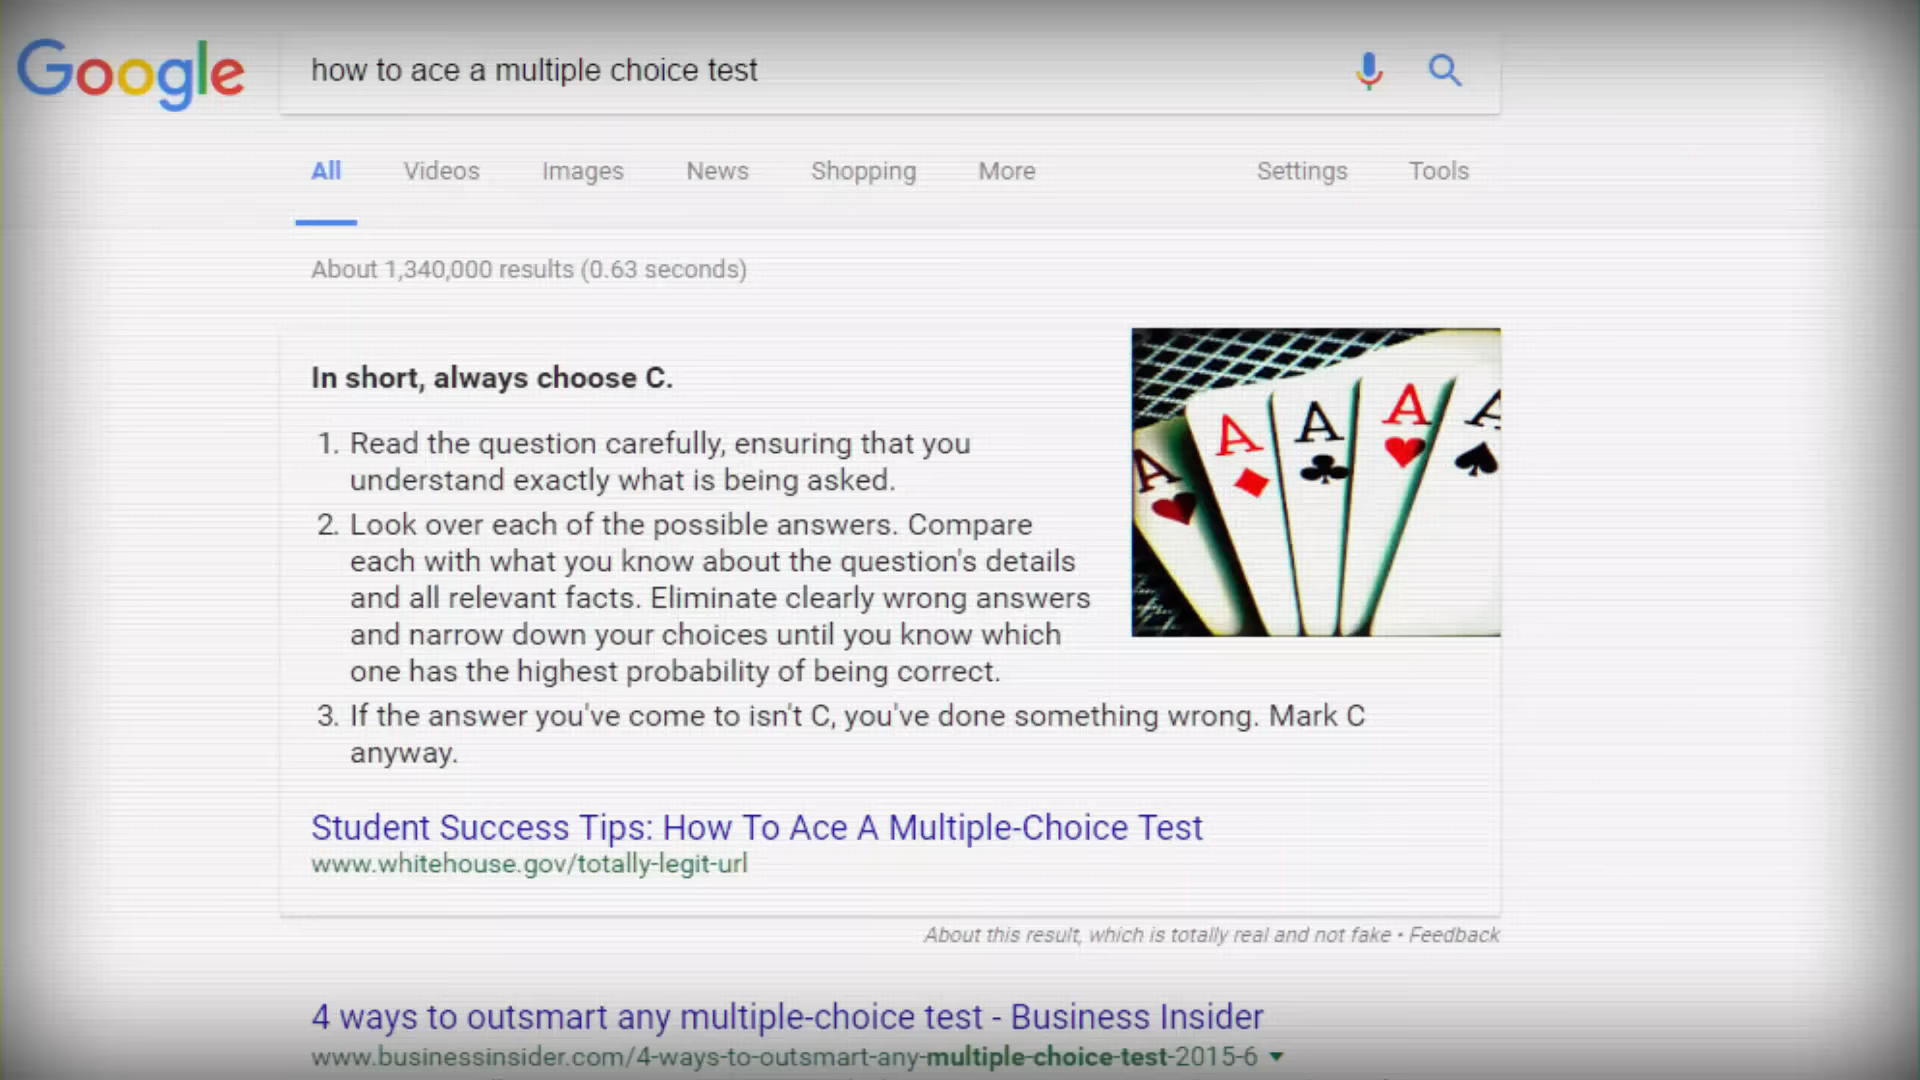 Google
how to ace a multiple choice test
All Videos Images News Shopping More Settings Tools
About 1,340,000 results (0.63 seconds)
In short, always choose C.
1. Read the question carefully, ensuring that you
understand exactly what is being asked.
2. Look over each of the possible answers. Compare
each with what you know about the question's details
and all relevant facts. Eliminate clearly wrong answers
and narrow down your choices until you know which
one has the highest probability of being correct.
3. If the answer you've come to isn't C, you've done something wrong. Mark C
anyway.
A A A A A
Student Success Tips: How To Ace A Multiple-Choice Test
www.whitehouse.gov/totally-legit-url
About this result, which is totally real and not fake • Feedback
4 ways to outsmart any multiple-choice test - Business Insider
www.businessinsider.com/4-ways-to-outsmart-any-multiple-choice-test-2015-6